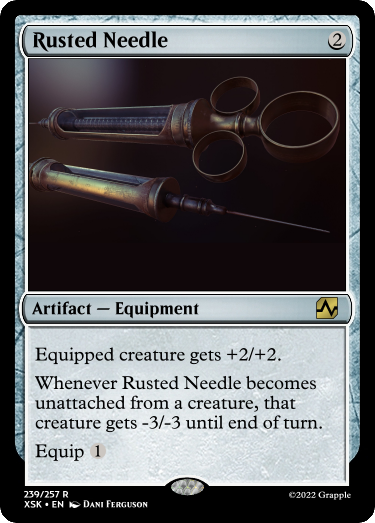 Rusted Needle 2
Artifact — Equipment
Equipped creature gets +2/+2.
Whenever Rusted Needle becomes
unattached from a creature, that
creature gets -3/-3 until end of turn.
Equip 1
239/257 R
XSK • EN Dani Ferguson
©2022 Grapple